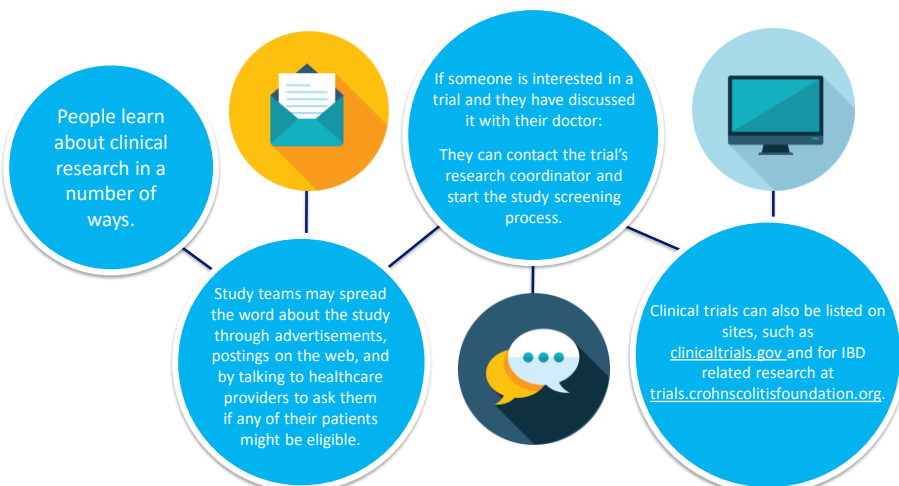 People learn
about clinical
research in a
number of
ways.
Study teams may spread
the word about the study
through advertisements,
postings on the web, and
by talking to healthcare
providers to ask them
if any of their patients
might be eligible.
If someone is interested in a
trial and they have discussed
it with their doctor:
They can contact the trial’s
research coordinator and
start the study screening
process.
Clinical trials can also be listed on
sites, such as
clinicaltrials.gov and for IBD
related research at
trials.crohnscolitisfoundation.org.